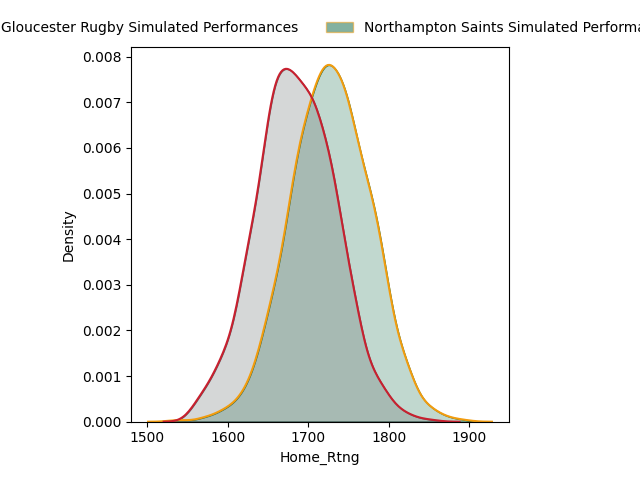 Gloucester Rugby Simulated Performances
Northampton Saints Simulated
0.008
0.007
0.006
0.005
0.004
0.003
0.002
0.001
0.000
Density
1500 1600 1700 1800 1900
Home_Rtng